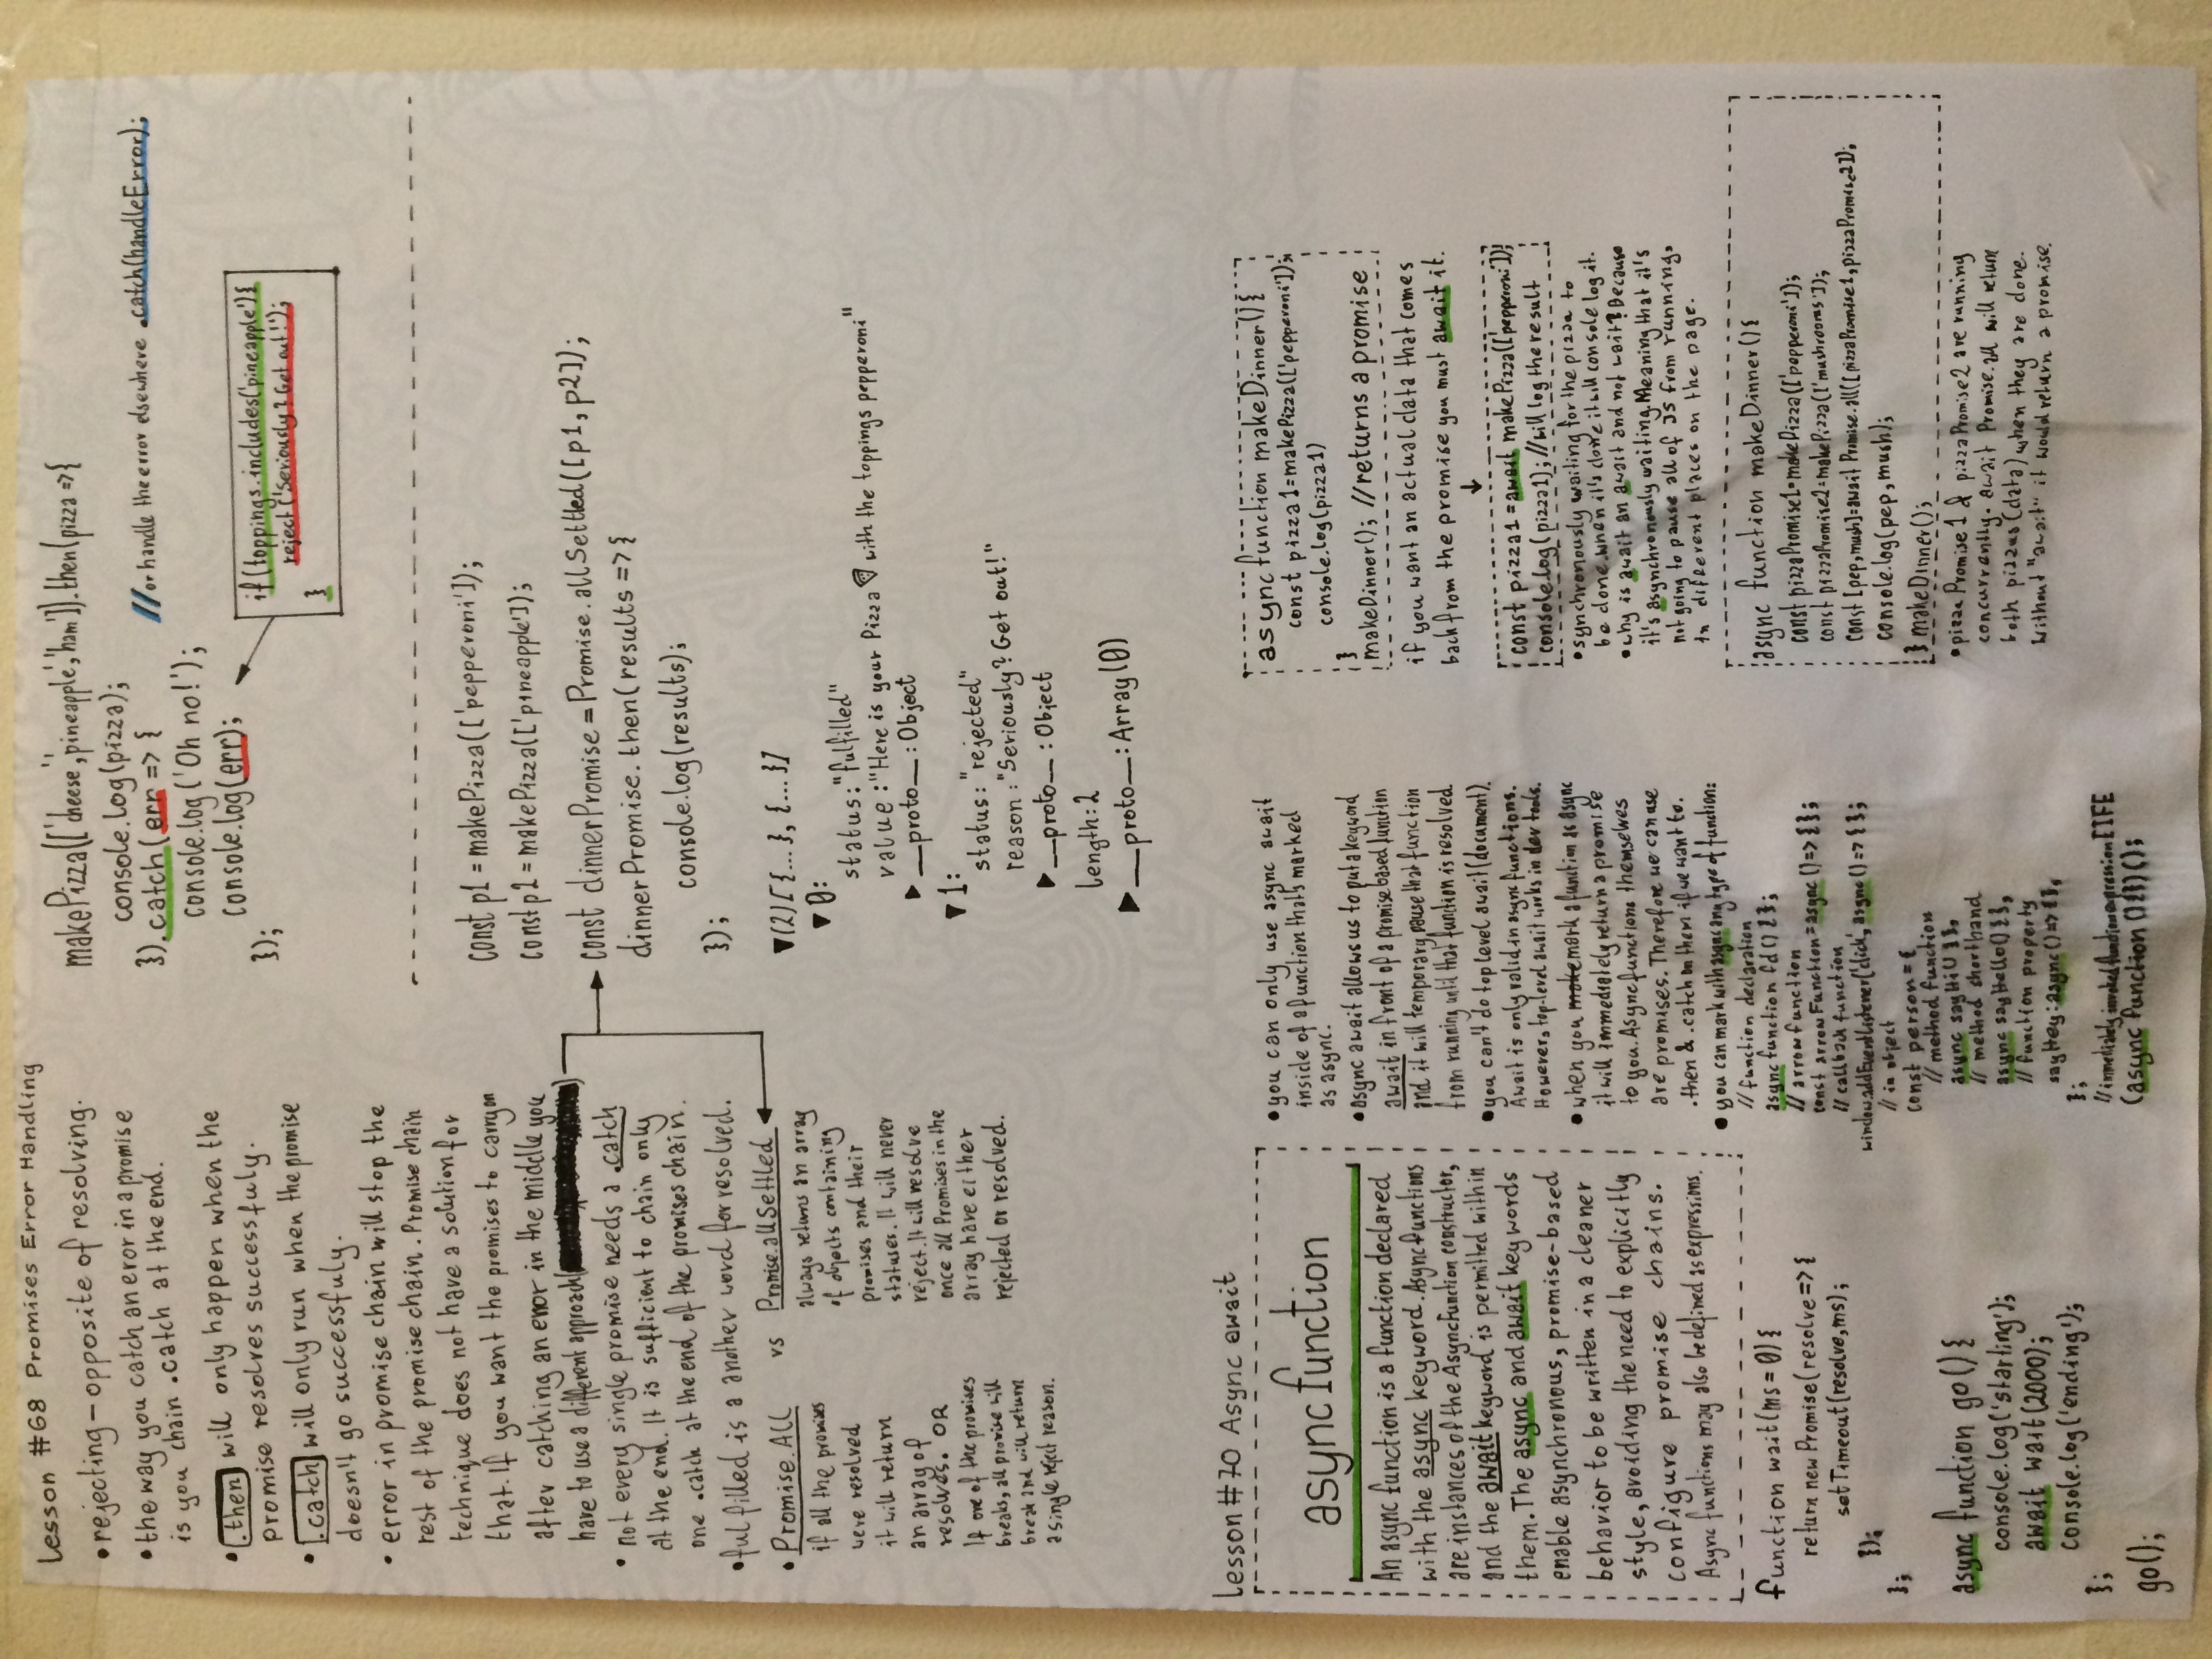 Lesson #68 Promises Error Handling
• rejecting – opposite of resolving.
• the way you catch an eror in a promise
is you chain .catch at the end.
• .then will only happen when the
promise resolves successfuly.
• .catch will only run when the promise
doesn't go successfuly.
• error in promise chain will stop the
rest of the promise chain. Promise chain
technique does not have a solution for
that. If you want the promises to carry on
after catching an error in the middle you
have to use a different approach( )
• not every single promise needs a .catch
at the end. It is sufficient to chain only
one .catch at the end of the promises chain.
• fulfilled is a another word for resolved.
• Promise.All vs Promise.allSettled
if all the promises
were resolved
it will return
an array of
resolves. OR
If one of the promises
breaks, all promise will
break and will return
a single reject reason.
always returns an array
of objects containing
promises and their
statuses. It will never
reject. It will resolve
once all Promises in the
array have either
rejected or resolved.
makePizza(['cheese','pineapple','ham']).then(pizza =>{
console.log(pizza);
}).catch(err => {
// or handle the error elsewhere .catch(handleError);
console.log('Oh no!');
console.log(err);
});
if(toppings.includes('pineapple'){
reject('Seriously? Get out!');
}
const p1 = makePizza(['pepperoni']);
const p2 = makePizza(['pineapple']);
const dinnerPromise = Promise.allSettled([p1, p2]);
dinnerPromise.then(results =>{
console.log(results);
});
▼(2)[{...}, {...}]
▼ 0:
status: "fulfilled"
value: "Here is your Pizza 🍕 with the toppings pepperoni"
▶ __proto__: Object
▼ 1:
status: "rejected"
reason: "Seriously? Get out!"
▶ __proto__: Object
length: 2
▶ __proto__: Array(0)
Lesson #70 Async await
async function
An async function is a function declared
with the async keyword. Async functions
are instances of the AsyncFunction constructor,
and the await keyword is permitted within
them. The async and await keywords
enable asynchronous, promise-based
behavior to be written in a cleaner
style, avoiding the need to explicitly
configure promise chains.
Async functions may also be defined as expressions.
function wait(ms = 0){
return new Promise(resolve=>{
setTimeout(resolve,ms);
});
};
async function go(){
console.log('starting');
await wait(2000);
console.log('ending');
};
go();
• you can only use async await
inside of a function that's marked
as async.
• async await allows us to put a keyword
await in front of a promise based function
and it will temporary pause that function
from running until that function is resolved.
• you can't do top level await (document).
Await is only valid in async functions.
However, top-level await works in dev tools.
• when you make mark a function as async
it will immediately return a promise
to you. Async functions themselves
are promises. Therefore we can use
.then & .catch on them if we want to.
• you can mark with async any type of function:
// function declaration
async function fd(){};
// arrow function
const arrowFunction=async ()=>{};
// callback function
window.addEventListener('click', async()=>{};
// in object
const person = {
// method function
async sayHi(){},
// method shorthand
async sayHello(){},
// function property
sayHey: async()=>{},
};
// immediately invoked function expression IIFE
(async function (){})();
async function makeDinner(){
const pizza1=makePizza(['pepperoni']);
console.log(pizza1)
}
makeDinner(); //returns a promise
if you want an actual data that comes
back from the promise you must await it.
const pizza1 = await makePizza(['pepperoni']);
console.log(pizza1); //will log the result
• synchronously waiting for the pizza to
be done. when it's done it will console log it.
• why is await an await and not wait? Because
it's asynchronously waiting. Meaning that it's
not going to pause all of JS from running,
in different places on the page.
async function makeDinner(){
const pizzaPromise1=makePizza(['pepperoni']);
const pizzaPromise2=makePizza(['mushrooms']);
const [pep,mush]=await Promise.all([pizzaPromise1,pizzaPromise2]);
console.log(pep,mush);
} makeDinner();
• pizza Promise1 & pizzaPromise2 are running
concurrently. await Promise.all will return
both pizzas (data) when they are done.
Without "await" it would return a promise.